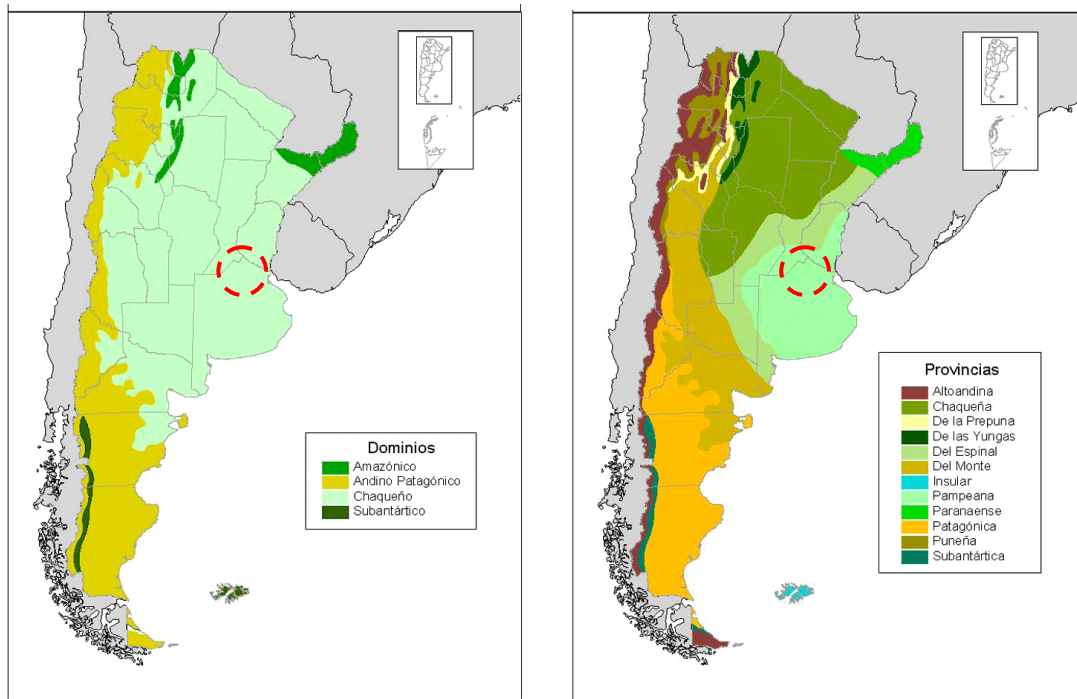 Dominios
Amazónico
Andino Patagónico
Chaqueño
Subantártico
Provincias
Altoandina
Chaqueña
De la Prepuna
De las Yungas
Del Espinal
Del Monte
Insular
Pampeana
Paranaense
Patagónica
Puneña
Subantártica